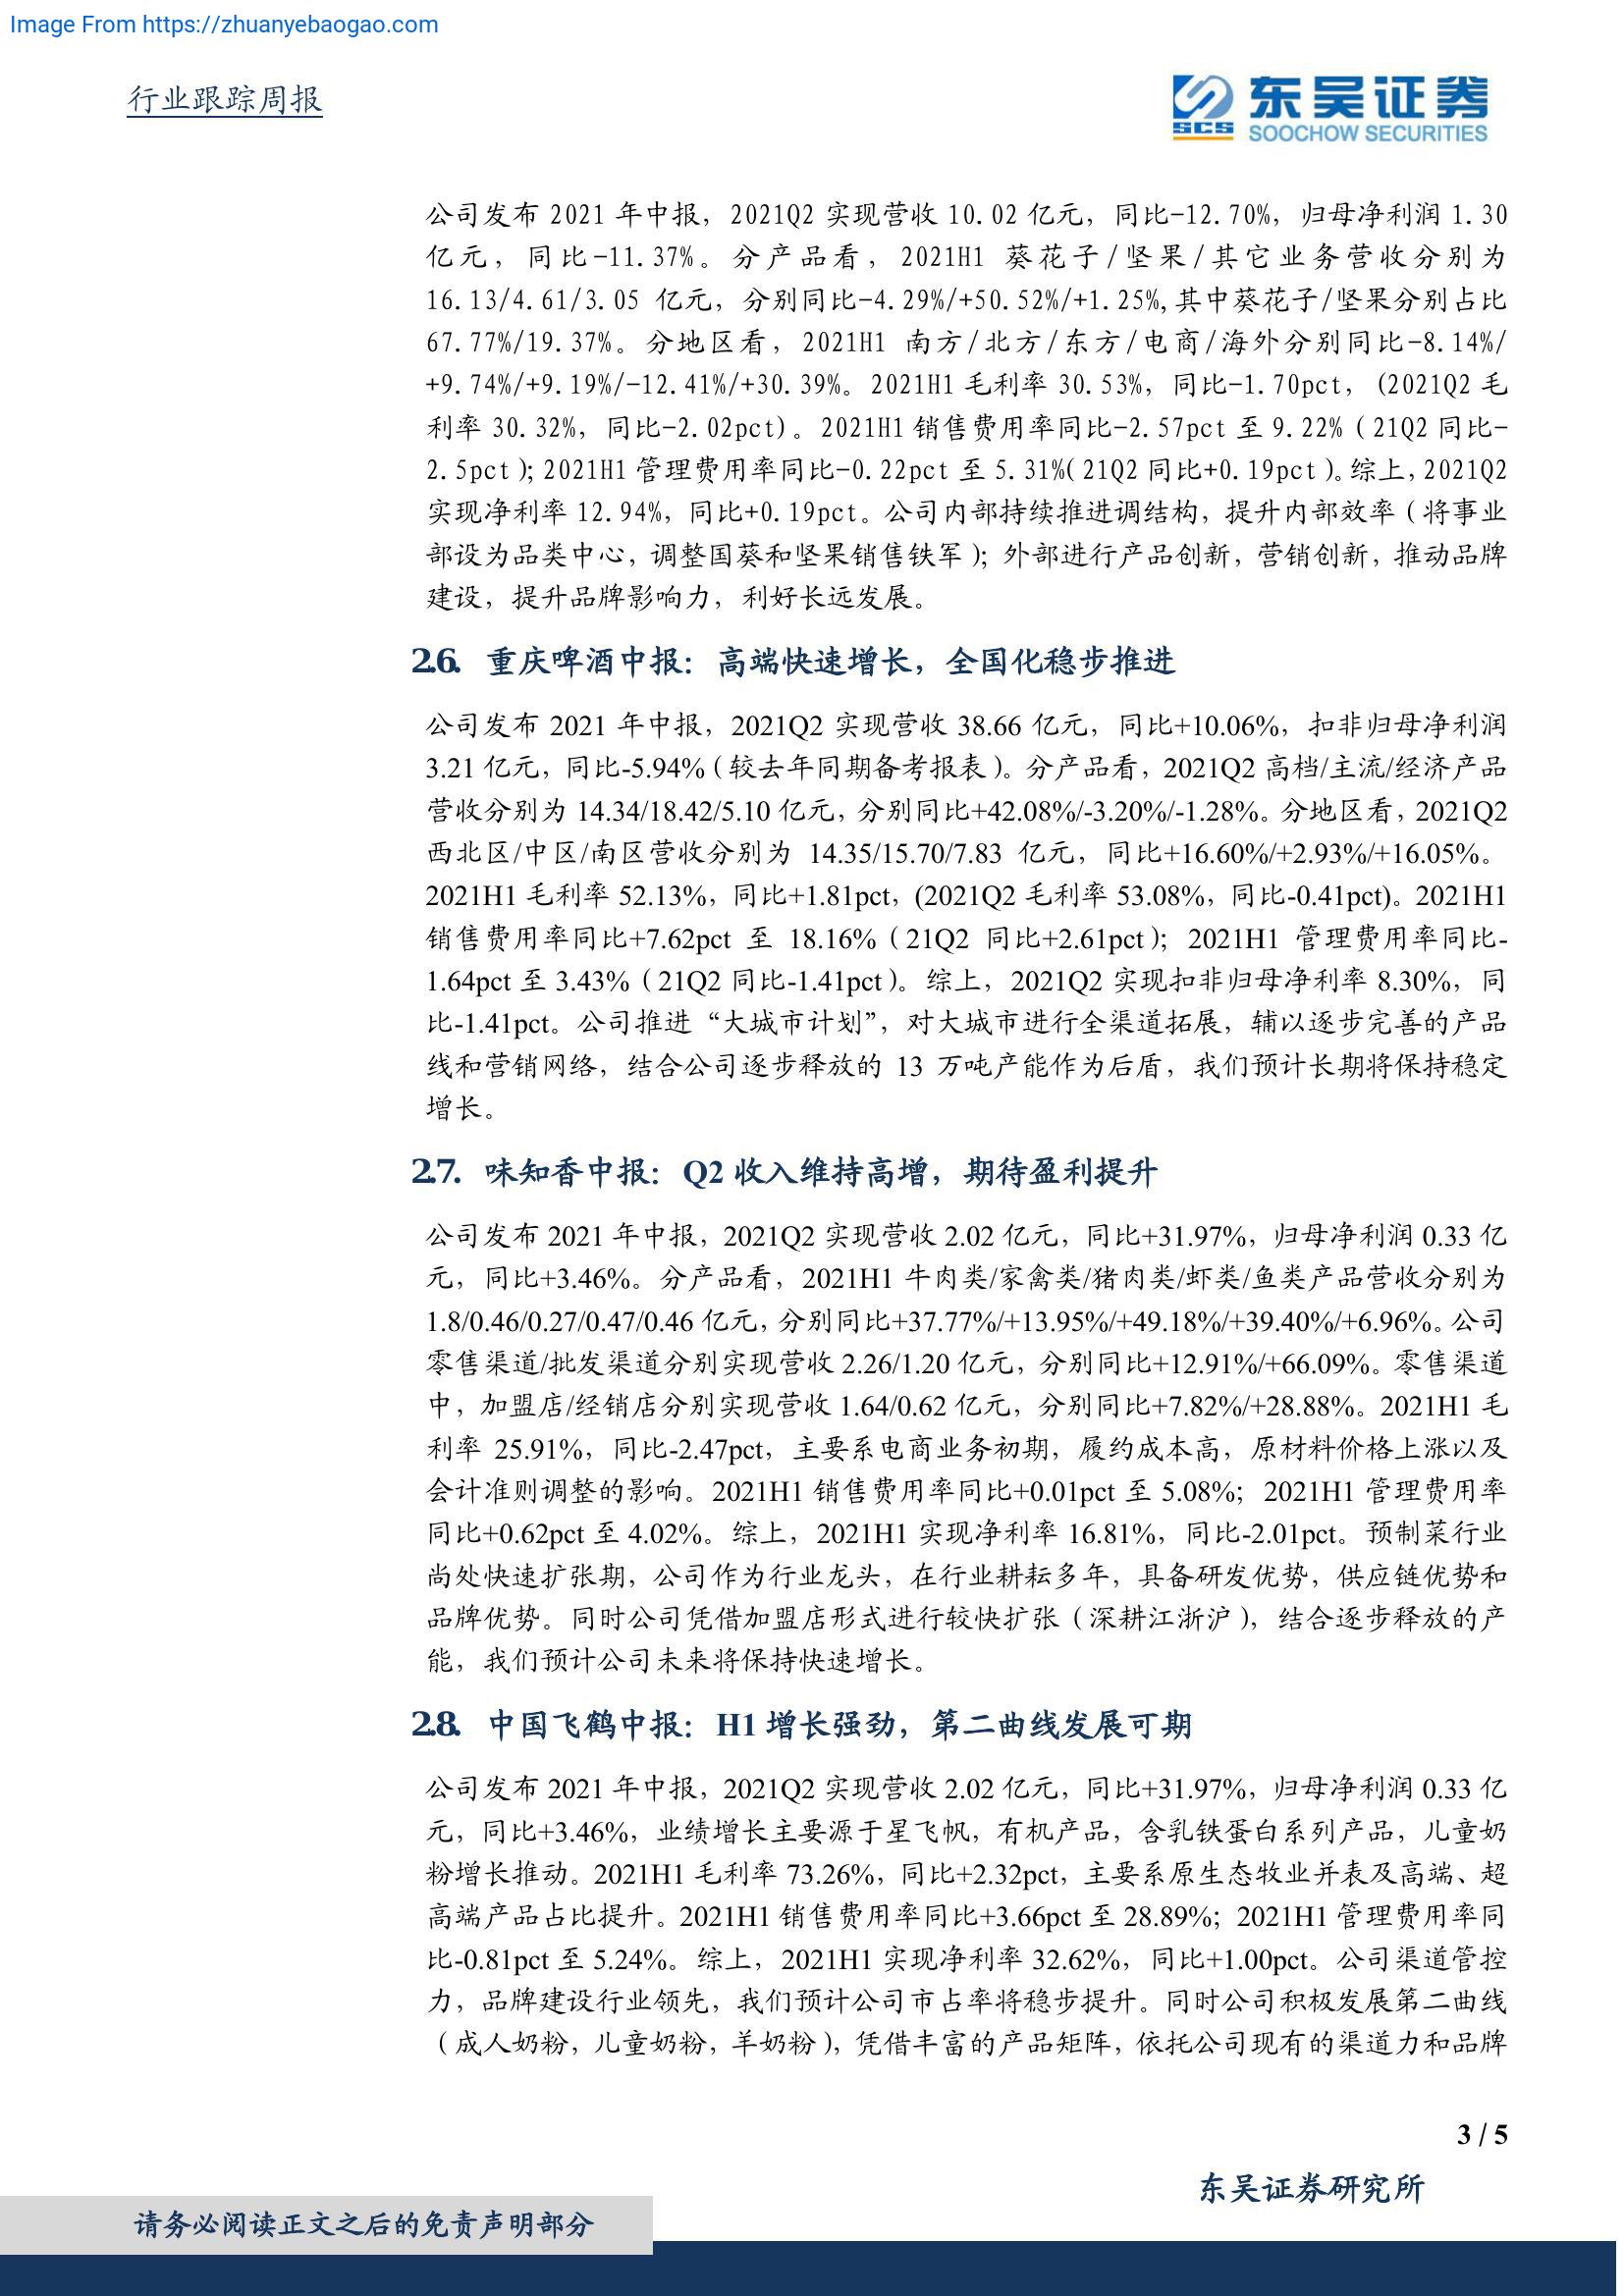 Image From https://zhuanyebaogao.com
行业跟踪周报
SCS 东吴证券
SOOCHOW SECURITIES
公司发布 2021 年中报，2021Q2 实现营收 10.02 亿元，同比-12.70%，归母净利润 1.30
亿元，同比-11.37%。分产品看，2021H1 葵花子/坚果/其它业务营收分别为
16.13/4.61/3.05 亿元，分别同比-4.29%/+50.52%/+1.25%,其中葵花子/坚果分别占比
67.77%/19.37%。分地区看，2021H1 南方/北方/东方/电商/海外分别同比-8.14%/
+9.74%/+9.19%/-12.41%/+30.39%。2021H1 毛利率 30.53%，同比-1.70pct，(2021Q2 毛
利率 30.32%，同比-2.02pct)。2021H1 销售费用率同比-2.57pct 至 9.22%（21Q2 同比-
2.5pct）；2021H1 管理费用率同比-0.22pct 至 5.31%（21Q2 同比+0.19pct）。综上，2021Q2
实现净利率 12.94%，同比+0.19pct。公司内部持续推进调结构，提升内部效率（将事业
部设为品类中心，调整国葵和坚果销售铁军）；外部进行产品创新，营销创新，推动品牌
建设，提升品牌影响力，利好长远发展。
2.6. 重庆啤酒中报：高端快速增长，全国化稳步推进
公司发布 2021 年中报，2021Q2 实现营收 38.66 亿元，同比+10.06%，扣非归母净利润
3.21 亿元，同比-5.94%（较去年同期备考报表）。分产品看，2021Q2 高档/主流/经济产品
营收分别为 14.34/18.42/5.10 亿元，分别同比+42.08%/-3.20%/-1.28%。分地区看，2021Q2
西北区/中区/南区营收分别为 14.35/15.70/7.83 亿元，同比+16.60%/+2.93%/+16.05%。
2021H1 毛利率 52.13%，同比+1.81pct，(2021Q2 毛利率 53.08%，同比-0.41pct)。2021H1
销售费用率同比+7.62pct 至 18.16%（21Q2 同比+2.61pct）；2021H1 管理费用率同比-
1.64pct 至 3.43%（21Q2 同比-1.41pct）。综上，2021Q2 实现扣非归母净利率 8.30%，同
比-1.41pct。公司推进“大城市计划”，对大城市进行全渠道拓展，辅以逐步完善的产品
线和营销网络，结合公司逐步释放的 13 万吨产能作为后盾，我们预计长期将保持稳定
增长。
2.7. 味知香中报：Q2 收入维持高增，期待盈利提升
公司发布 2021 年中报，2021Q2 实现营收 2.02 亿元，同比+31.97%，归母净利润 0.33 亿
元，同比+3.46%。分产品看，2021H1 牛肉类/家禽类/猪肉类/虾类/鱼类产品营收分别为
1.8/0.46/0.27/0.47/0.46 亿元，分别同比+37.77%/+13.95%/+49.18%/+39.40%/+6.96%。公司
零售渠道/批发渠道分别实现营收 2.26/1.20 亿元，分别同比+12.91%/+66.09%。零售渠道
中，加盟店/经销店分别实现营收 1.64/0.62 亿元，分别同比+7.82%/+28.88%。2021H1 毛
利率 25.91%，同比-2.47pct，主要系电商业务初期，履约成本高，原材料价格上涨以及
会计准则调整的影响。2021H1 销售费用率同比+0.01pct 至 5.08%；2021H1 管理费用率
同比+0.62pct 至 4.02%。综上，2021H1 实现净利率 16.81%，同比-2.01pct。预制菜行业
尚处快速扩张期，公司作为行业龙头，在行业耕耘多年，具备研发优势，供应链优势和
品牌优势。同时公司凭借加盟店形式进行较快扩张（深耕江浙沪），结合逐步释放的产
能，我们预计公司未来将保持快速增长。
2.8. 中国飞鹤中报：H1 增长强劲，第二曲线发展可期
公司发布 2021 年中报，2021Q2 实现营收 2.02 亿元，同比+31.97%，归母净利润 0.33 亿
元，同比+3.46%，业绩增长主要源于星飞帆，有机产品，含乳铁蛋白系列产品，儿童奶
粉增长推动。2021H1 毛利率 73.26%，同比+2.32pct，主要系原生态牧业并表及高端、超
高端产品占比提升。2021H1 销售费用率同比+3.66pct 至 28.89%；2021H1 管理费用率同
比-0.81pct 至 5.24%。综上，2021H1 实现净利率 32.62%，同比+1.00pct。公司渠道管控
力，品牌建设行业领先，我们预计公司市占率将稳步提升。同时公司积极发展第二曲线
（成人奶粉，儿童奶粉，羊奶粉），凭借丰富的产品矩阵，依托公司现有的渠道力和品牌
3 / 5
东吴证券研究所
请务必阅读正文之后的免责声明部分